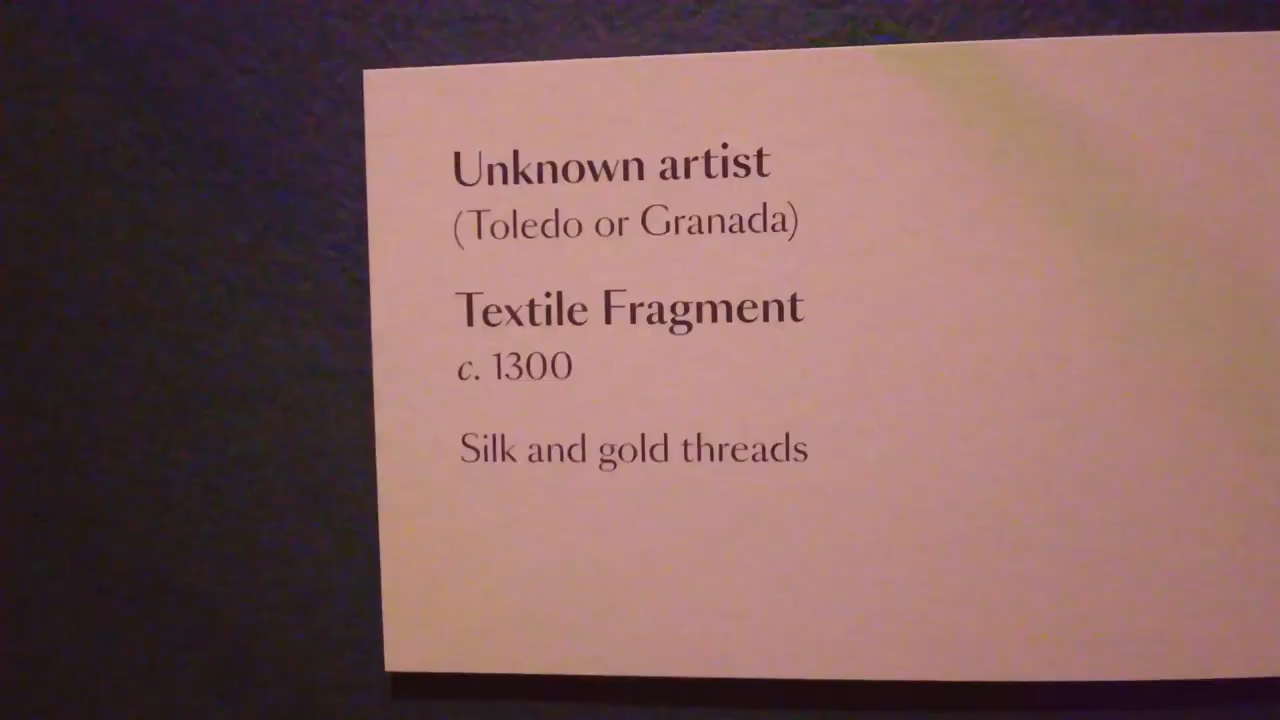 Unknown artist
(Toledo or Granada)
Textile Fragment
c. 1300
Silk and gold threads